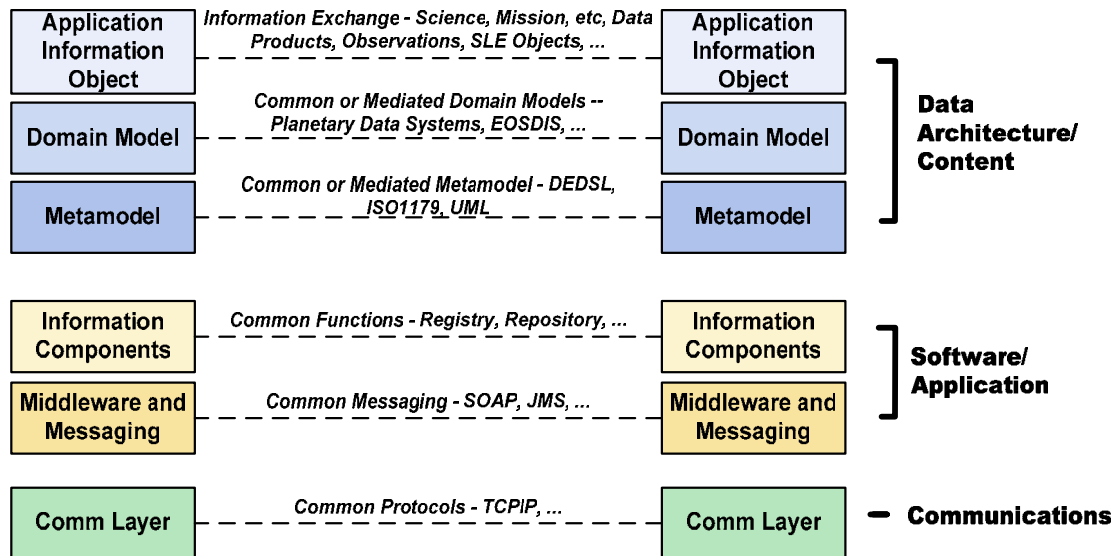 Application
Information
Object
Information Exchange - Science, Mission, etc, Data
Products, Observations, SLE Objects, ...
Application
Information
Object
Domain Model
Common or Mediated Domain Models --
Planetary Data Systems, EOSDIS, ...
Domain Model
Metamodel
Common or Mediated Metamodel - DEDSL,
ISO1179, UML
Metamodel
Data
Architecture/
Content
Information
Components
Common Functions - Registry, Repository, ...
Information
Components
Middleware and
Messaging
Common Messaging - SOAP, JMS, ...
Middleware and
Messaging
Software/
Application
Comm Layer
Common Protocols - TCPIP, ...
Comm Layer
Communications